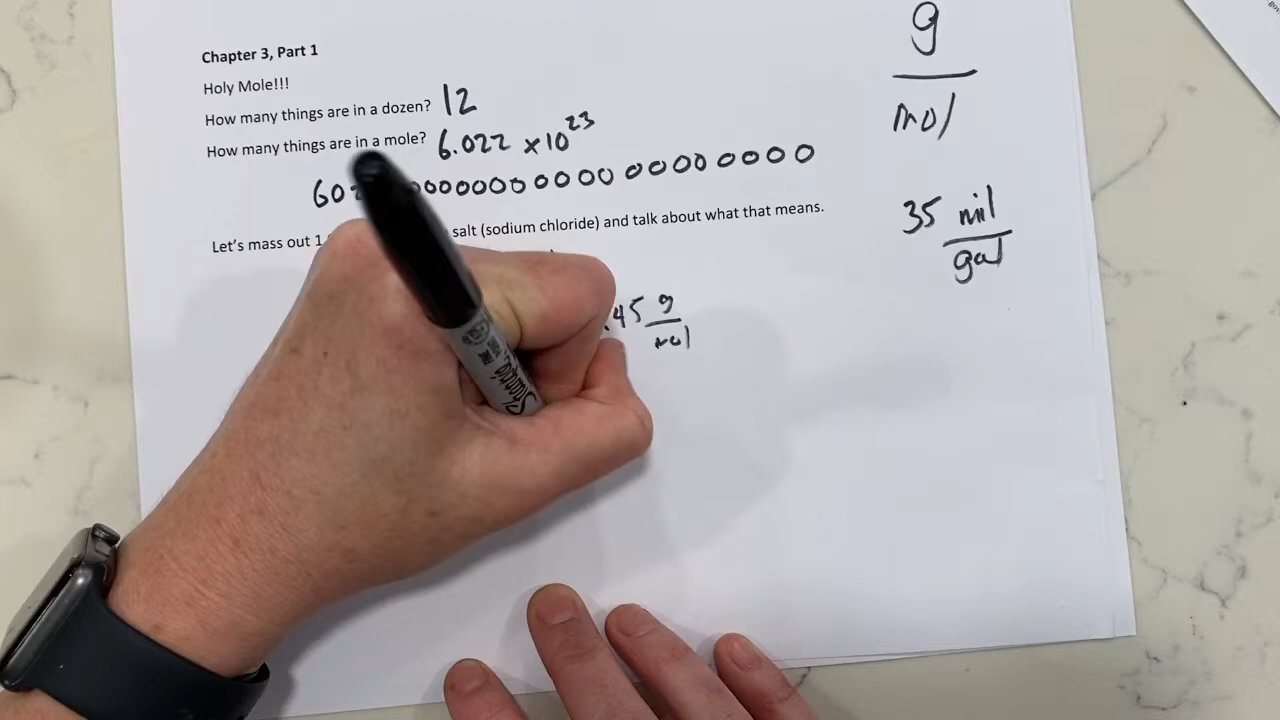 Chapter 3, Part 1
Holy Mole!!!
How many things are in a dozen? 12
How many things are in a mole? 6.022 x 10^23
Let's mass out 1 salt (sodium chloride) and talk about what that means.
45 g/mol
g/mol
35 mil/gal
Sharpie